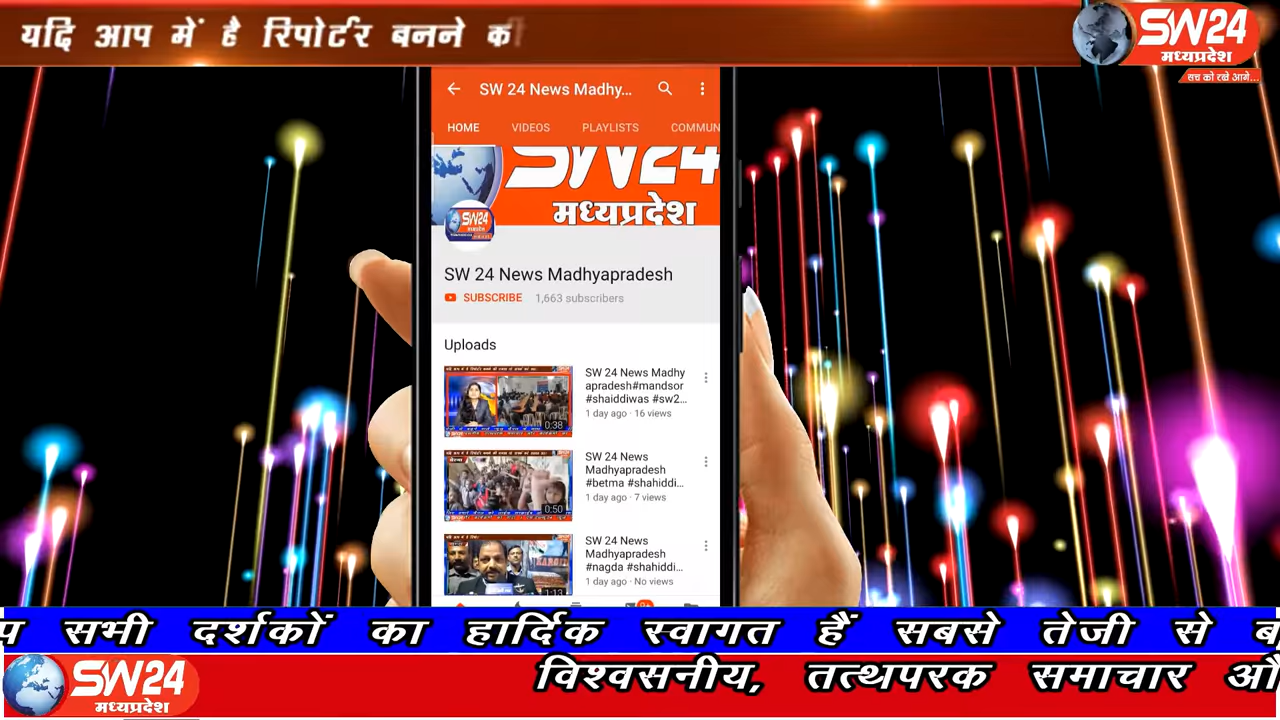 यदि आप में है रिपोर्टर बनने की
SW24
मध्यप्रदेश
सच को रखे आगे...
SW 24 News Madhy...
HOME VIDEOS PLAYLISTS COMMUN
SW24
मध्यप्रदेश
SW24
SW 24 News Madhyapradesh
SUBSCRIBE 1,663 subscribers
Uploads
SW 24 News Madhy
apradesh#mandsor
#shaiddiwas #sw2...
1 day ago · 16 views
0:38
SW 24 News
Madhyapradesh
#betma #shahiddi...
1 day ago · 7 views
0:50
SW 24 News
Madhyapradesh
#nagda #shahiddi...
1 day ago · No views
1:13
सभी दर्शकों का हार्दिक स्वागत हैं सबसे तेजी से ब
विश्वसनीय, तत्थपरक समाचार औ
SW24
मध्यप्रदेश